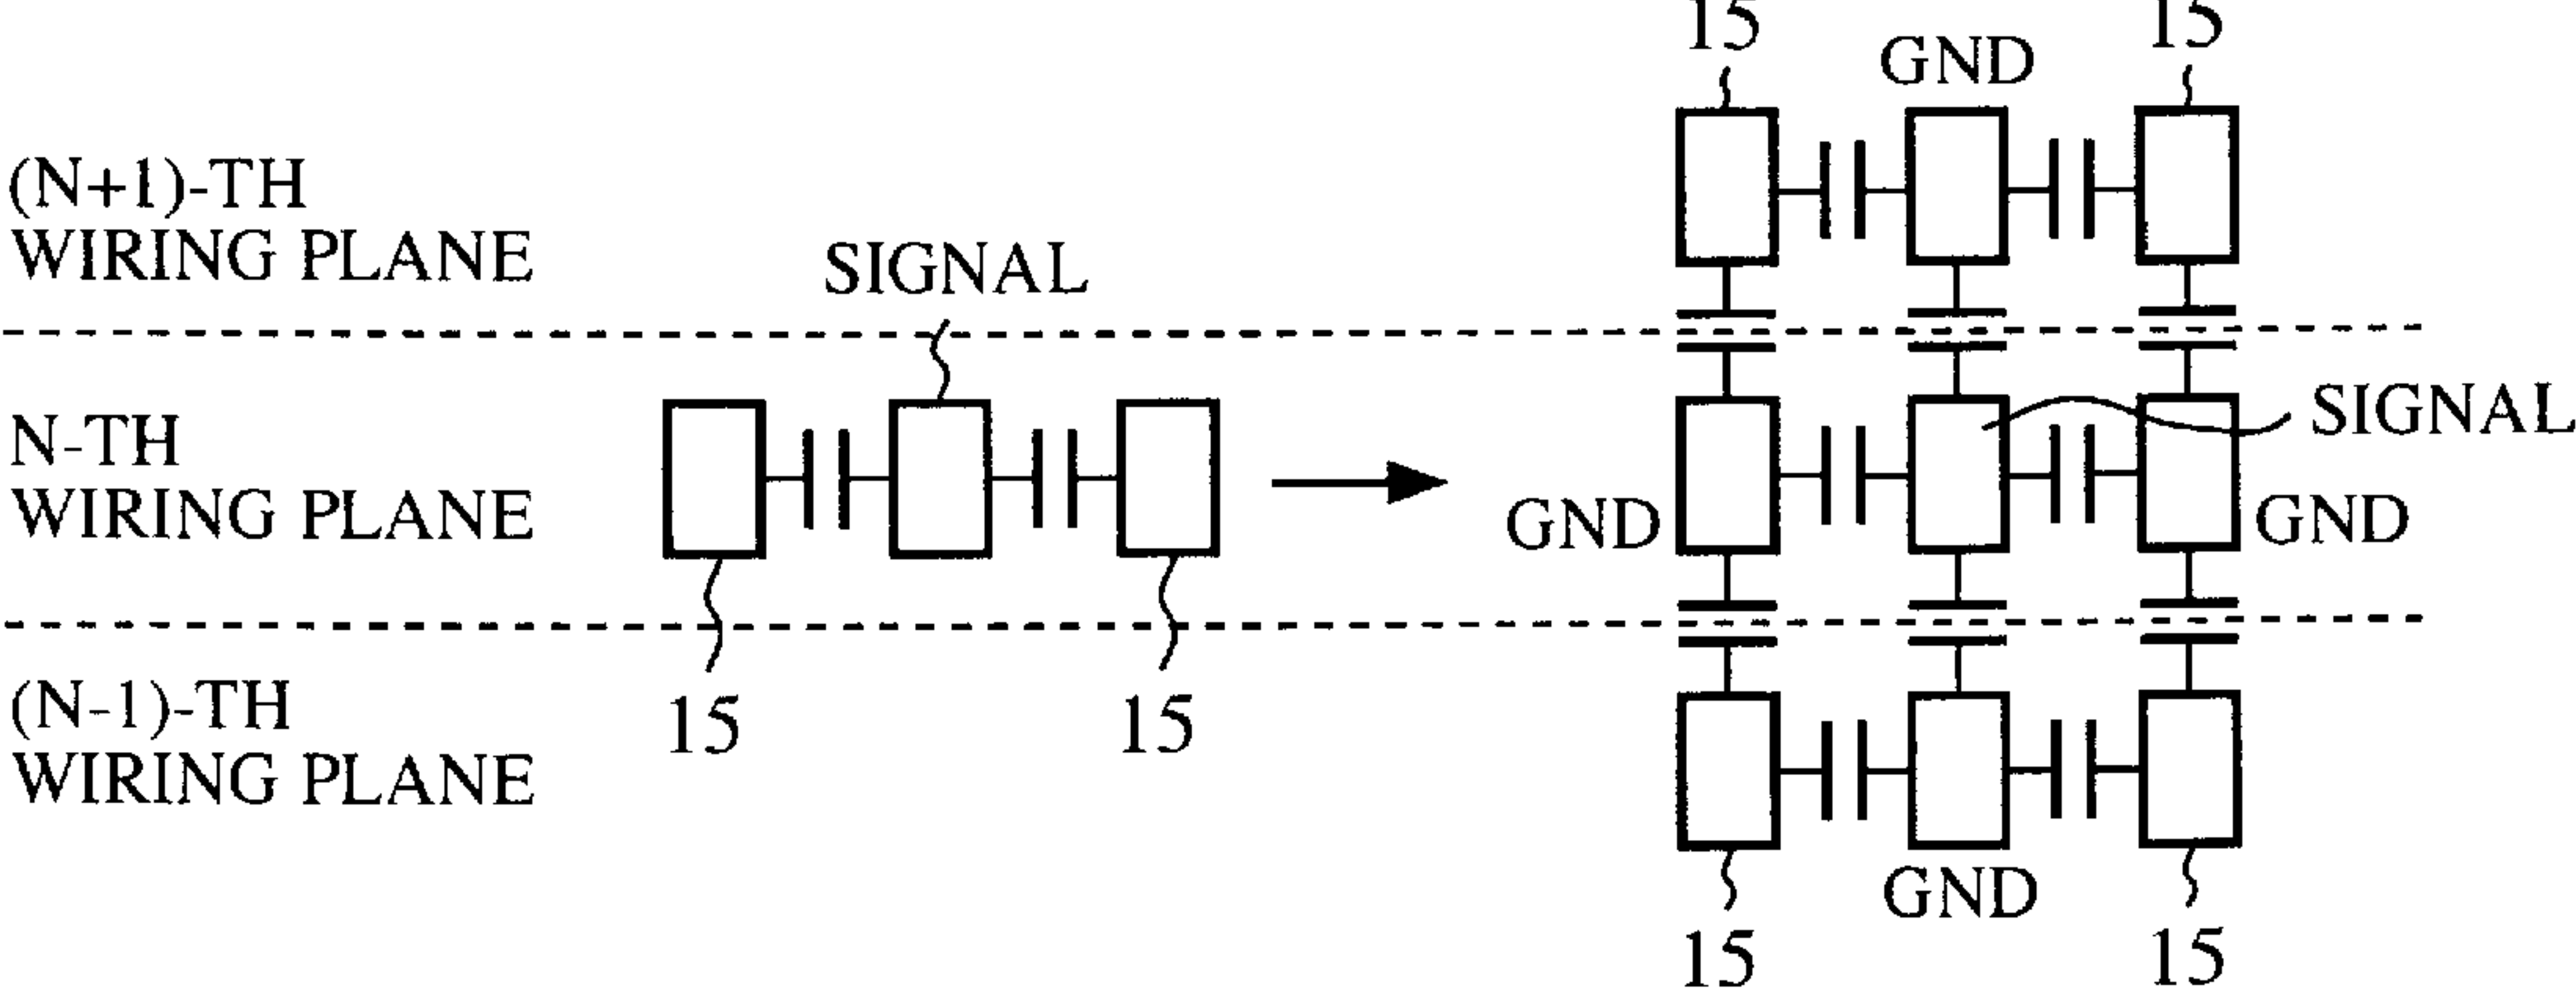 15
15
GND
(N+1)-TH
WIRING PLANE
SIGNAL
SIGNAL
N-TH
WIRING PLANE
GND
GND
(N-1)-TH
WIRING PLANE
15
15
GND
15
15